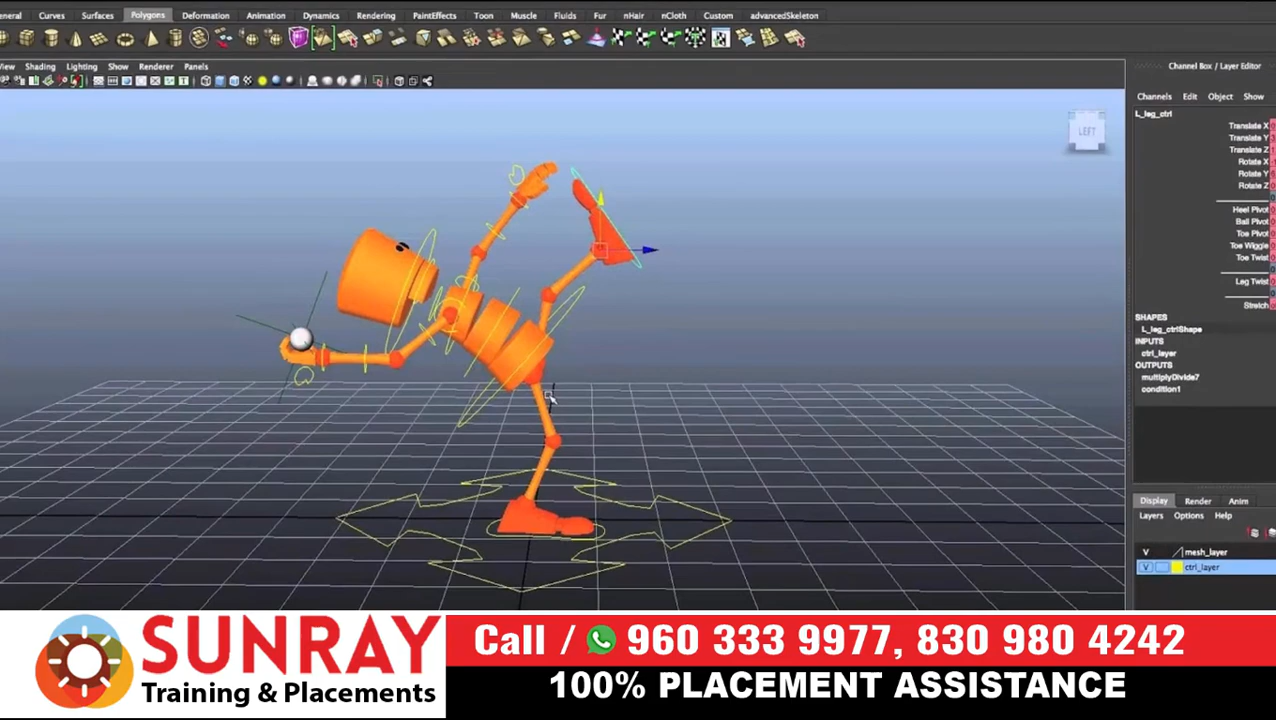 eneral Curves Surfaces Polygons Deformation Animation Dynamics Rendering PaintEffects Toon Muscle Fluids Fur nHair nCloth Custom advancedSkeleton
View Shading Lighting Show Renderer Panels
Channel Box / Layer Editor
Channels Edit Object Show
L_leg_ctrl
Translate X
Translate Y
Translate Z
Rotate X
Rotate Y
Rotate Z
Heel Pivot
Ball Pivot
Toe Pivot
Toe Wiggle
Toe Twist
Leg Twist
Stretch
SHAPES
L_leg_ctrlShape
INPUTS
ctrl_layer
OUTPUTS
multiplyDivide7
condition1
LEFT
Display Render Anim
Layers Options Help
V mesh_layer
V ctrl_layer
SUNRAY
Training & Placements
Call / 960 333 9977, 830 980 4242
100% PLACEMENT ASSISTANCE